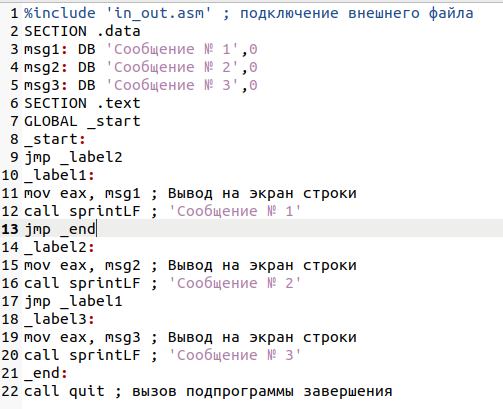 1 %include 'in_out.asm' ; подключение внешнего файла
2 SECTION .data
3 msg1: DB 'Сообщение № 1',0
4 msg2: DB 'Сообщение № 2',0
5 msg3: DB 'Сообщение № 3',0
6 SECTION .text
7 GLOBAL _start
8 _start:
9 jmp _label2
10 _label1:
11 mov eax, msg1 ; Вывод на экран строки
12 call sprintLF ; 'Сообщение № 1'
13 jmp _end
14 _label2:
15 mov eax, msg2 ; Вывод на экран строки
16 call sprintLF ; 'Сообщение № 2'
17 jmp _label1
18 _label3:
19 mov eax, msg3 ; Вывод на экран строки
20 call sprintLF ; 'Сообщение № 3'
21 _end:
22 call quit ; вызов подпрограммы завершения